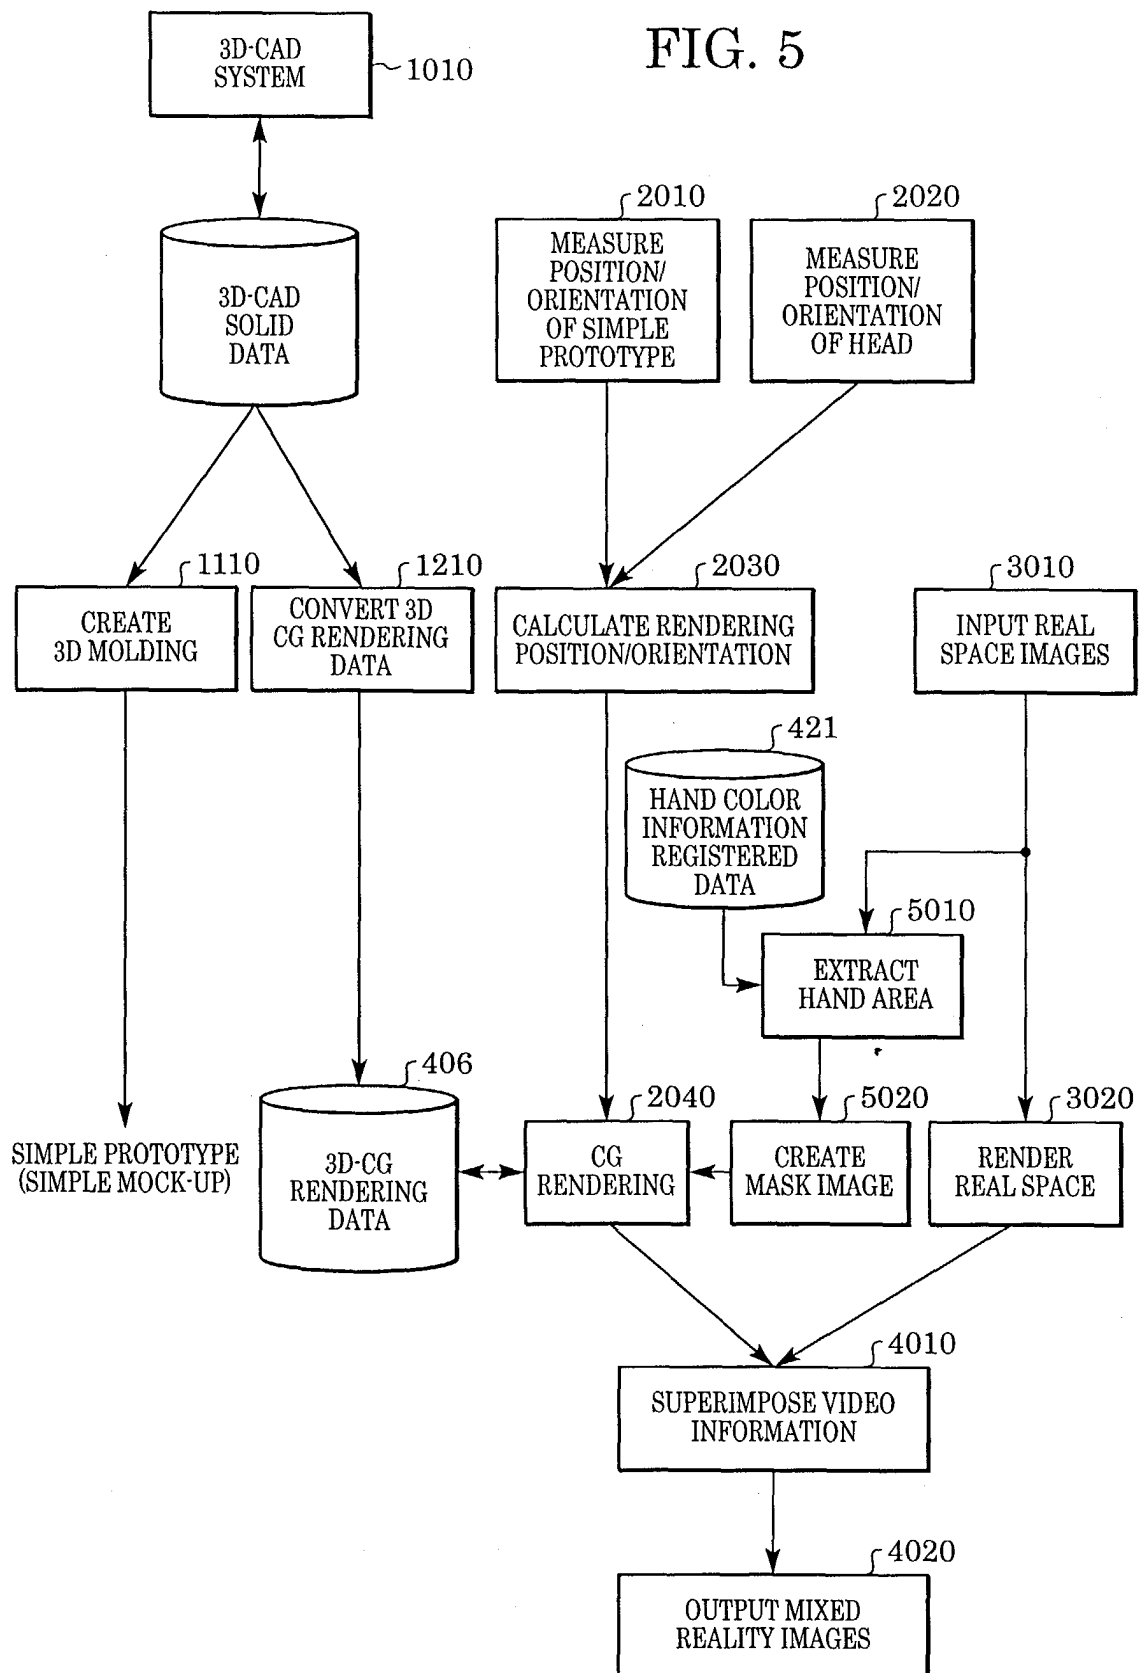 FIG. 5
3D-CAD
SYSTEM
1010
3D-CAD
SOLID
DATA
2010
MEASURE
POSITION/
ORIENTATION
OF SIMPLE
PROTOTYPE
2020
MEASURE
POSITION/
ORIENTATION
OF HEAD
1110
CREATE
3D MOLDING
1210
CONVERT 3D
CG RENDERING
DATA
2030
CALCULATE RENDERING
POSITION/ORIENTATION
3010
INPUT REAL
SPACE IMAGES
421
HAND COLOR
INFORMATION
REGISTERED
DATA
5010
EXTRACT
HAND AREA
SIMPLE PROTOTYPE
(SIMPLE MOCK-UP)
406
3D-CG
RENDERING
DATA
2040
CG
RENDERING
5020
CREATE
MASK IMAGE
3020
RENDER
REAL SPACE
4010
SUPERIMPOSE VIDEO
INFORMATION
4020
OUTPUT MIXED
REALITY IMAGES